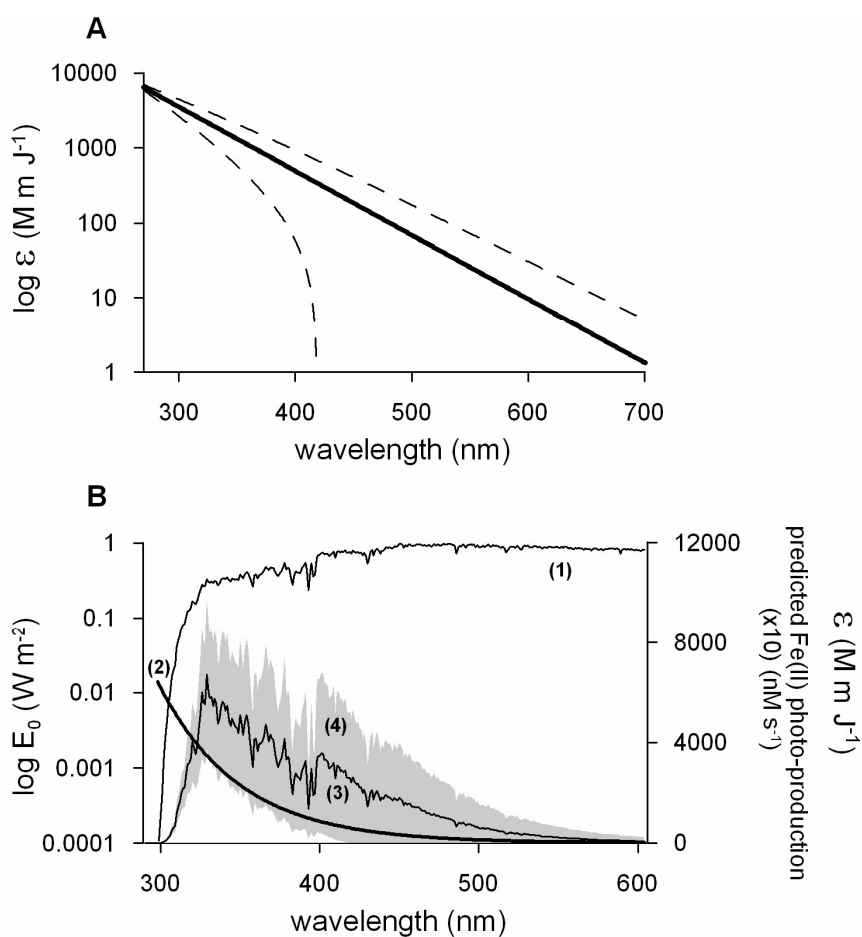 A
10000
1000
100
10
1
log ε (M m J⁻¹)
300 400 500 600 700
wavelength (nm)
B
1
0.1
0.01
0.001
0.0001
log E₀ (W m⁻²)
(1)
(2)
(4)
(3)
12000
8000
4000
0
predicted Fe(II) photo-production
(x10) (nM s⁻¹)
ε (M m J⁻¹)
300 400 500 600
wavelength (nm)